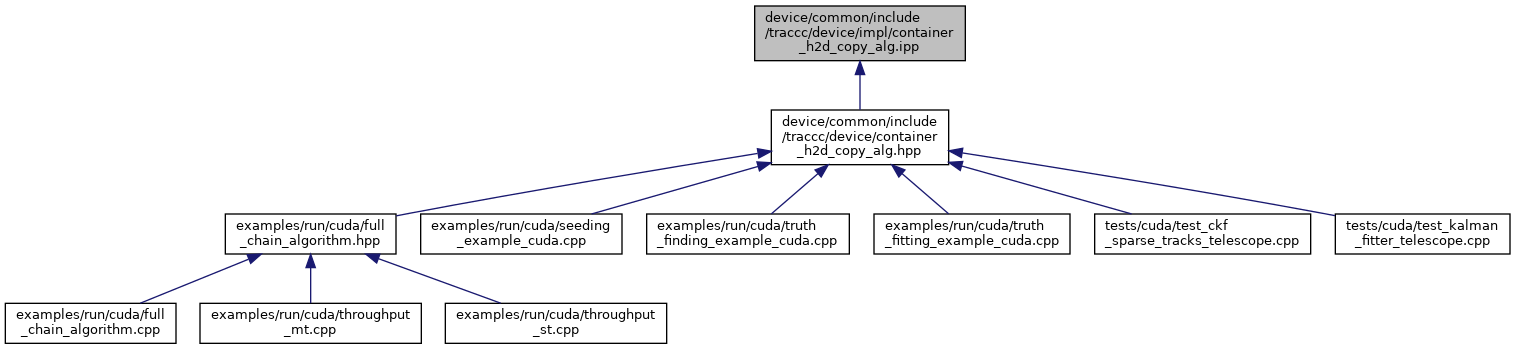 device/common/include
/traccc/device/impl/container
_h2d_copy_alg.ipp
device/common/include
/traccc/device/container
_h2d_copy_alg.hpp
examples/run/cuda/full
_chain_algorithm.hpp
examples/run/cuda/seeding
_example_cuda.cpp
examples/run/cuda/truth
_finding_example_cuda.cpp
examples/run/cuda/truth
_fitting_example_cuda.cpp
tests/cuda/test_ckf
_sparse_tracks_telescope.cpp
tests/cuda/test_kalman
_fitter_telescope.cpp
examples/run/cuda/full
_chain_algorithm.cpp
examples/run/cuda/throughput
_mt.cpp
examples/run/cuda/throughput
_st.cpp